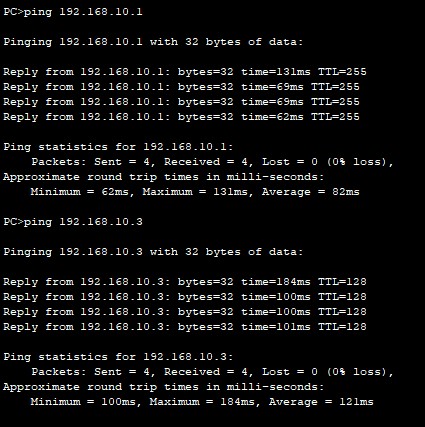 PC>ping 192.168.10.1
Pinging 192.168.10.1 with 32 bytes of data:
Reply from 192.168.10.1: bytes=32 time=131ms TTL=255
Reply from 192.168.10.1: bytes=32 time=69ms TTL=255
Reply from 192.168.10.1: bytes=32 time=69ms TTL=255
Reply from 192.168.10.1: bytes=32 time=62ms TTL=255
Ping statistics for 192.168.10.1:
Packets: Sent = 4, Received = 4, Lost = 0 (0% loss),
Approximate round trip times in milli-seconds:
Minimum = 62ms, Maximum = 131ms, Average = 82ms
PC>ping 192.168.10.3
Pinging 192.168.10.3 with 32 bytes of data:
Reply from 192.168.10.3: bytes=32 time=184ms TTL=128
Reply from 192.168.10.3: bytes=32 time=100ms TTL=128
Reply from 192.168.10.3: bytes=32 time=100ms TTL=128
Reply from 192.168.10.3: bytes=32 time=101ms TTL=128
Ping statistics for 192.168.10.3:
Packets: Sent = 4, Received = 4, Lost = 0 (0% loss),
Approximate round trip times in milli-seconds:
Minimum = 100ms, Maximum = 184ms, Average = 121ms